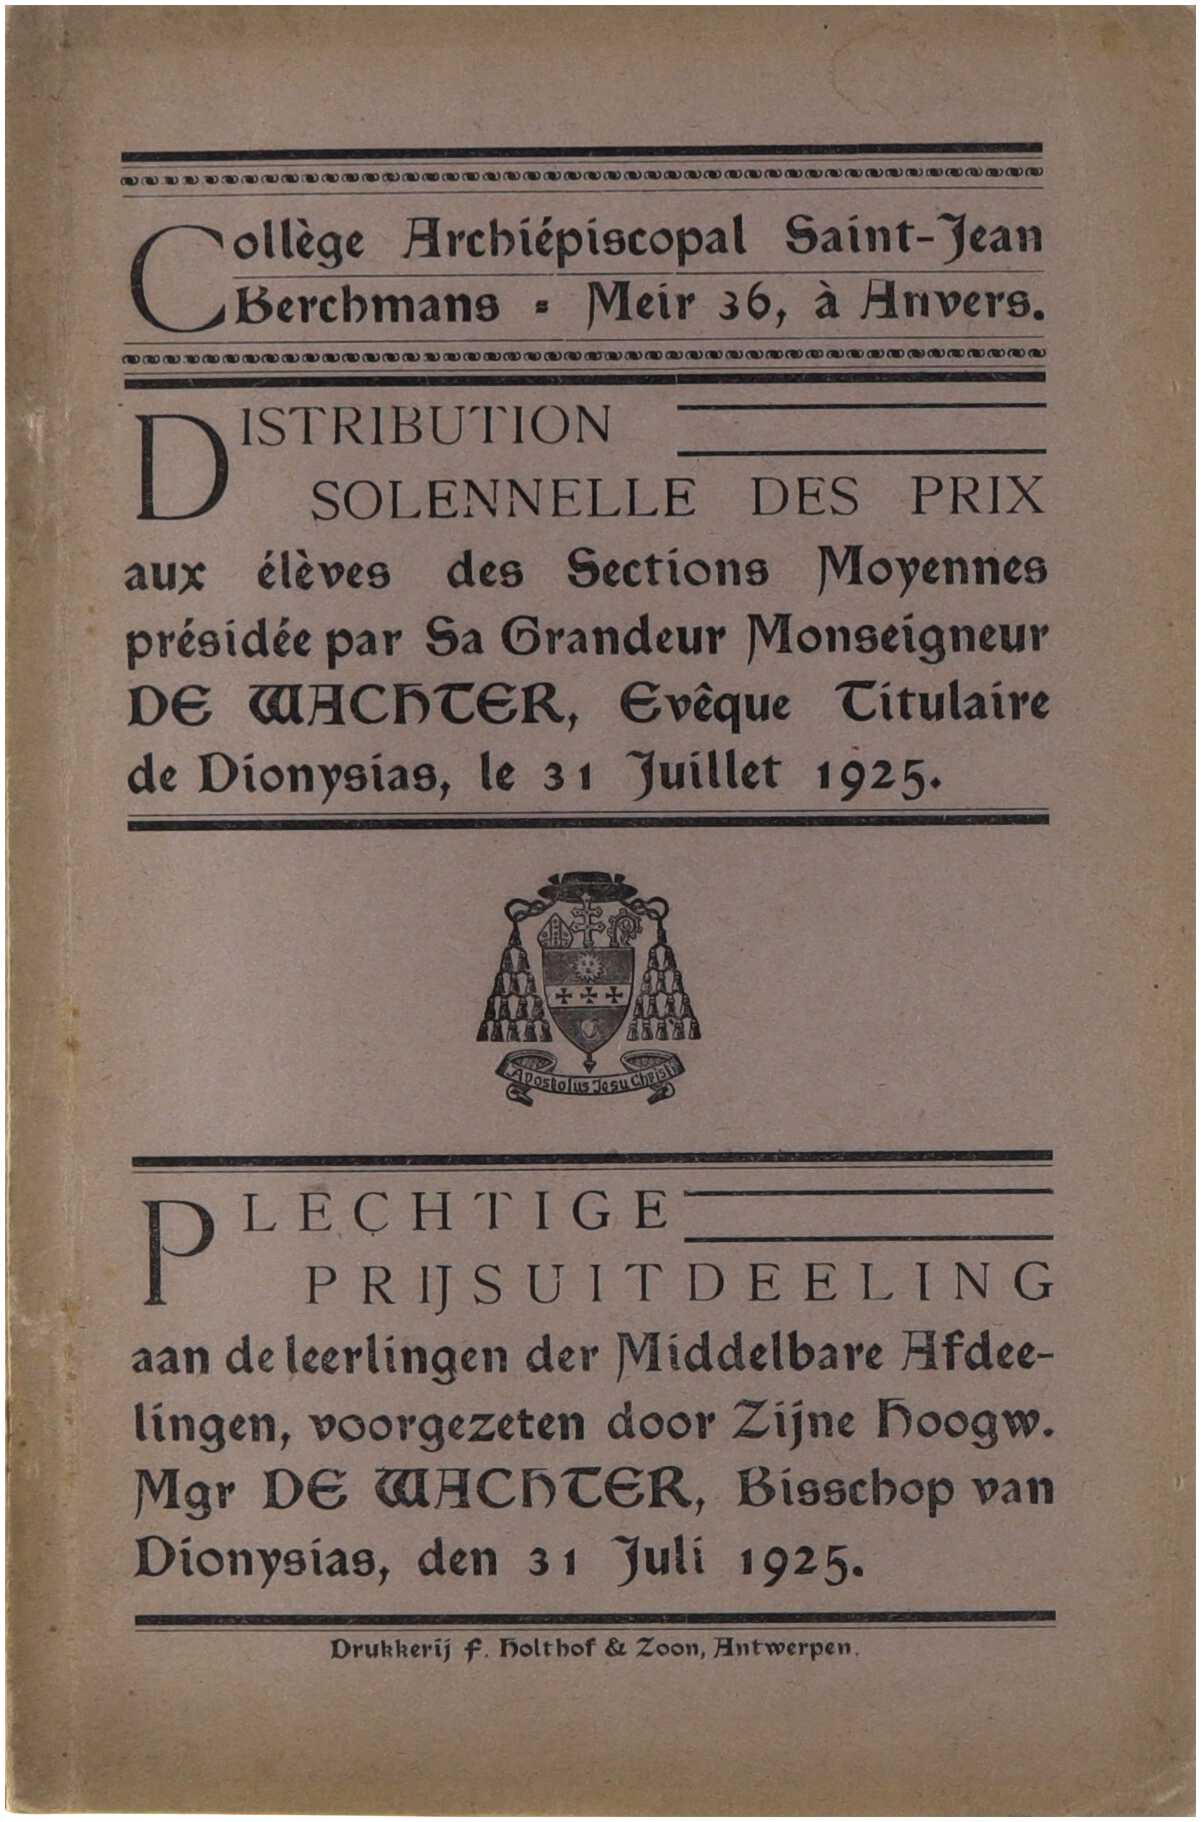 Collège Archiépiscopal Saint-Jean
Berchmans - Meir 36, à Anvers.
DISTRIBUTION
SOLENNELLE DES PRIX
aux élèves des Sections Moyennes
présidée par Sa Grandeur Monseigneur
DE WACHTER, Evêque Titulaire
de Dionysias, le 31 Juillet 1925.
Apostolus Jesu Christi
PLECHTIGE
PRIJSUITDEELING
aan de leerlingen der Middelbare Afdee-
lingen, voorgezeten door Zijne Hoogw.
Mgr DE WACHTER, Bisschop van
Dionysias, den 31 Juli 1925.
Drukkerij F. Holthof & Zoon, Antwerpen.